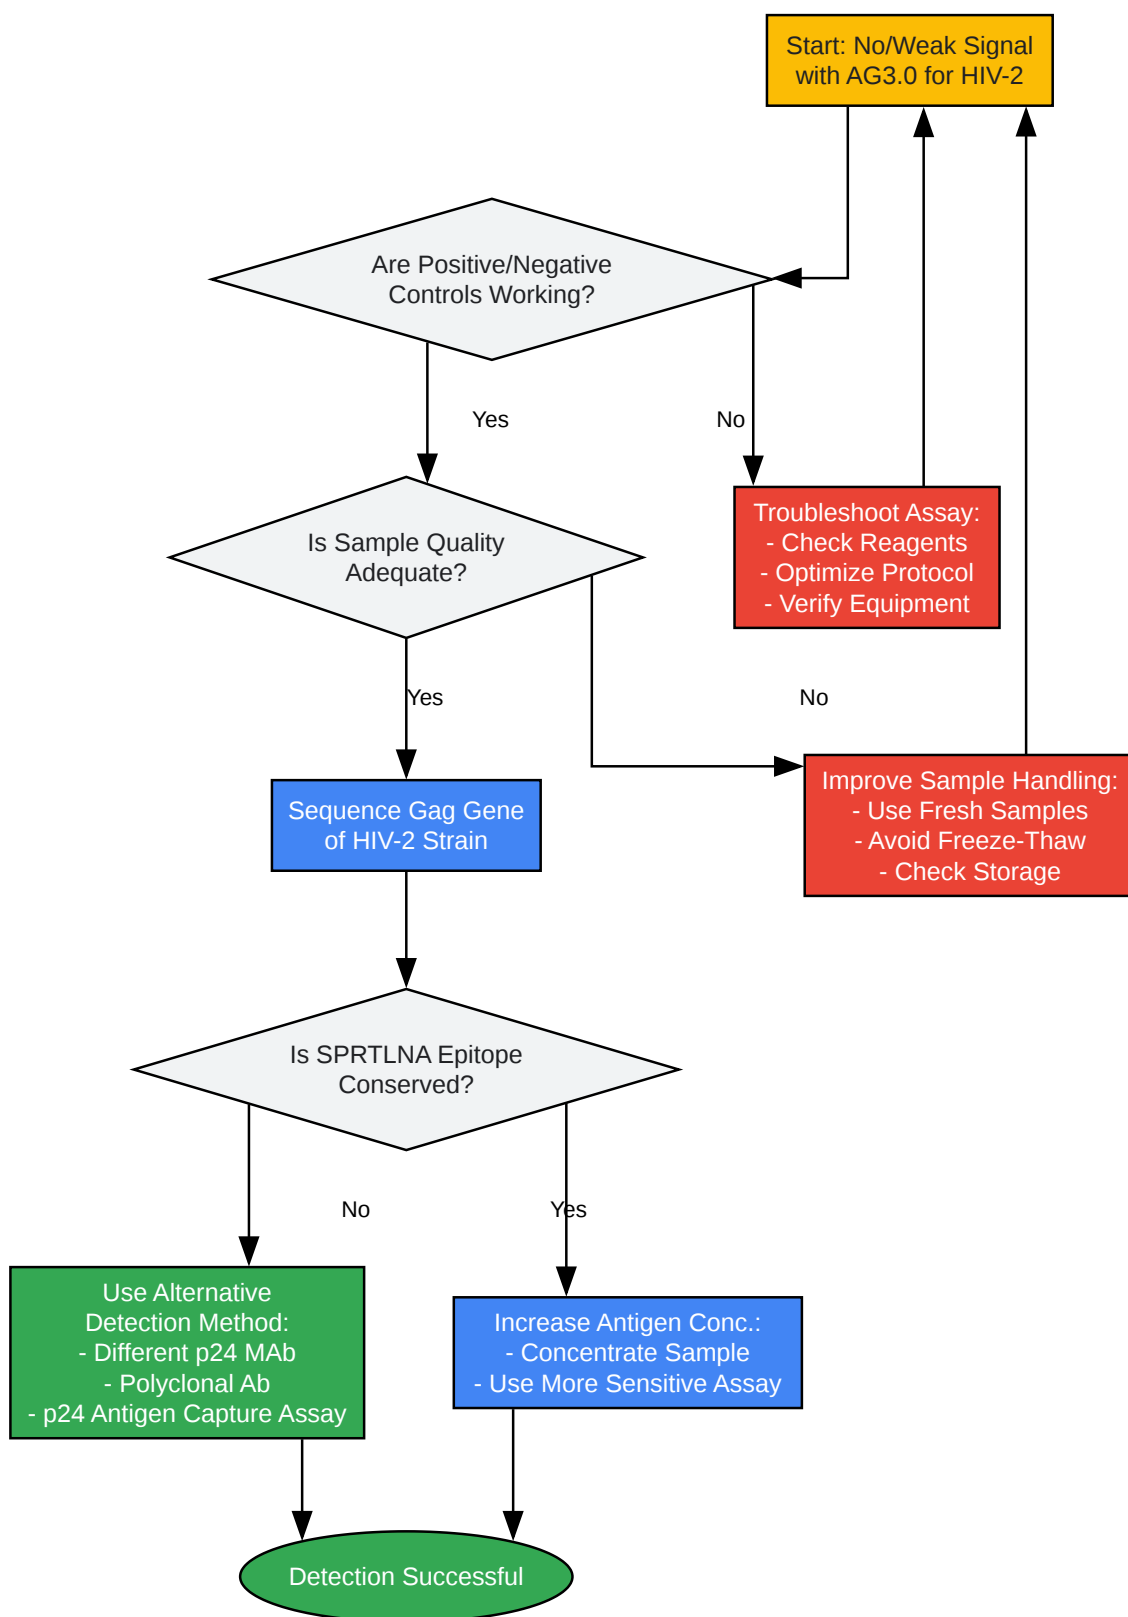 Start: No/Weak Signal
with AG3.0 for HIV-2
Are Positive/Negative
Controls Working?
Yes
No
Is Sample Quality
Adequate?
Troubleshoot Assay:
- Check Reagents
- Optimize Protocol
- Verify Equipment
Yes
No
Sequence Gag Gene
of HIV-2 Strain
Improve Sample Handling:
- Use Fresh Samples
- Avoid Freeze-Thaw
- Check Storage
Is SPRTLNA Epitope
Conserved?
No
Yes
Use Alternative
Detection Method:
- Different p24 MAb
- Polyclonal Ab
- p24 Antigen Capture Assay
Increase Antigen Conc.:
- Concentrate Sample
- Use More Sensitive Assay
Detection Successful